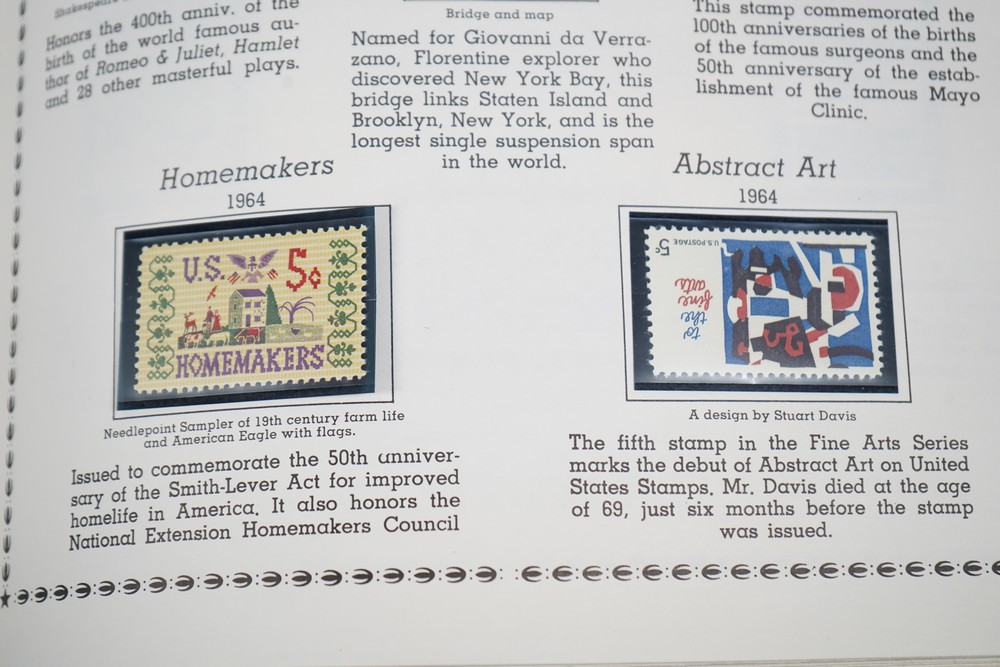 Shakespeare
Honors the 400th anniv. of the
birth of the world famous au-
thor of Romeo & Juliet, Hamlet
and 28 other masterful plays.
Bridge and map
Named for Giovanni da Verra-
zano, Florentine explorer who
discovered New York Bay, this
bridge links Staten Island and
Brooklyn, New York, and is the
longest single suspension span
in the world.
This stamp commemorated the
100th anniversaries of the births
of the famous surgeons and the
50th anniversary of the estab-
lishment of the famous Mayo
Clinic.
Homemakers
1964
U.S. 5¢
HOMEMAKERS
Needlepoint Sampler of 19th century farm life
and American Eagle with flags.
Issued to commemorate the 50th anniver-
sary of the Smith-Lever Act for improved
homelife in America. It also honors the
National Extension Homemakers Council
Abstract Art
1964
5c U.S. POSTAGE
to the
fine
arts
A design by Stuart Davis
The fifth stamp in the Fine Arts Series
marks the debut of Abstract Art on United
States Stamps. Mr. Davis died at the age
of 69, just six months before the stamp
was issued.